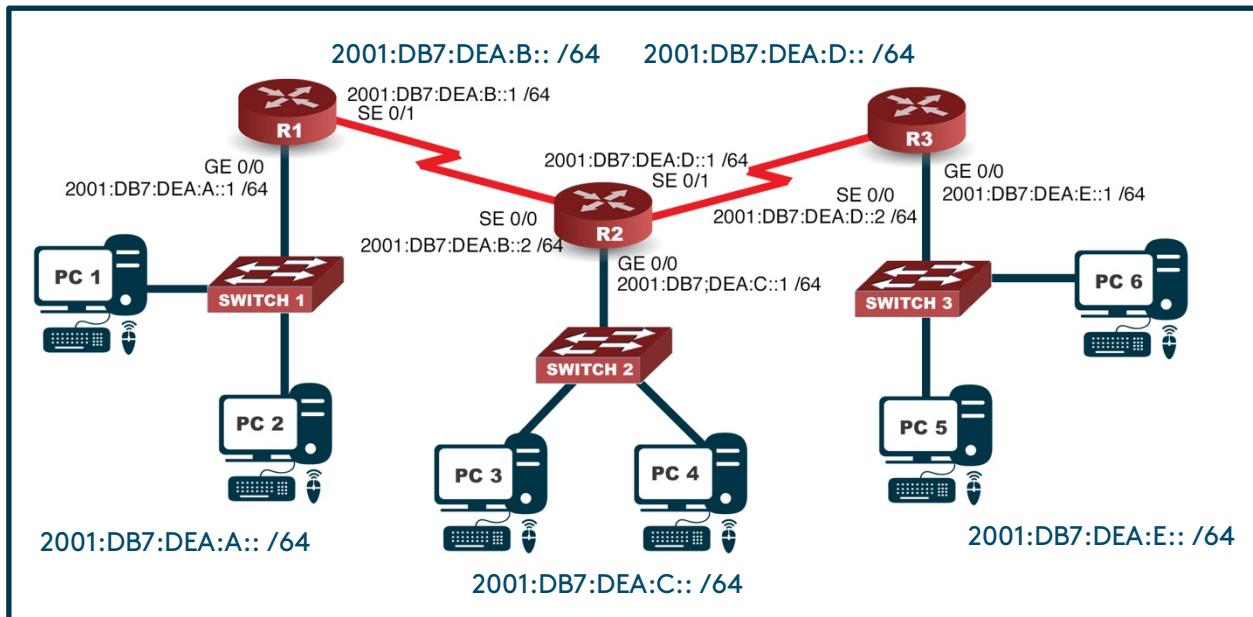 2001:DB7:DEA:B:: /64
2001:DB7:DEA:D:: /64
2001:DB7:DEA:B::1 /64
SE 0/1
R1
R3
GE 0/0
2001:DB7:DEA:A::1 /64
2001:DB7:DEA:D::1 /64
SE 0/1
GE 0/0
2001:DB7:DEA:E::1 /64
SE 0/0
2001:DB7:DEA:D::2 /64
SE 0/0
2001:DB7:DEA:B::2 /64
R2
GE 0/0
2001:DB7;DEA:C::1 /64
PC 1
SWITCH 1
SWITCH 3
PC 6
SWITCH 2
PC 2
PC 5
PC 3
PC 4
2001:DB7:DEA:A:: /64
2001:DB7:DEA:E:: /64
2001:DB7:DEA:C:: /64